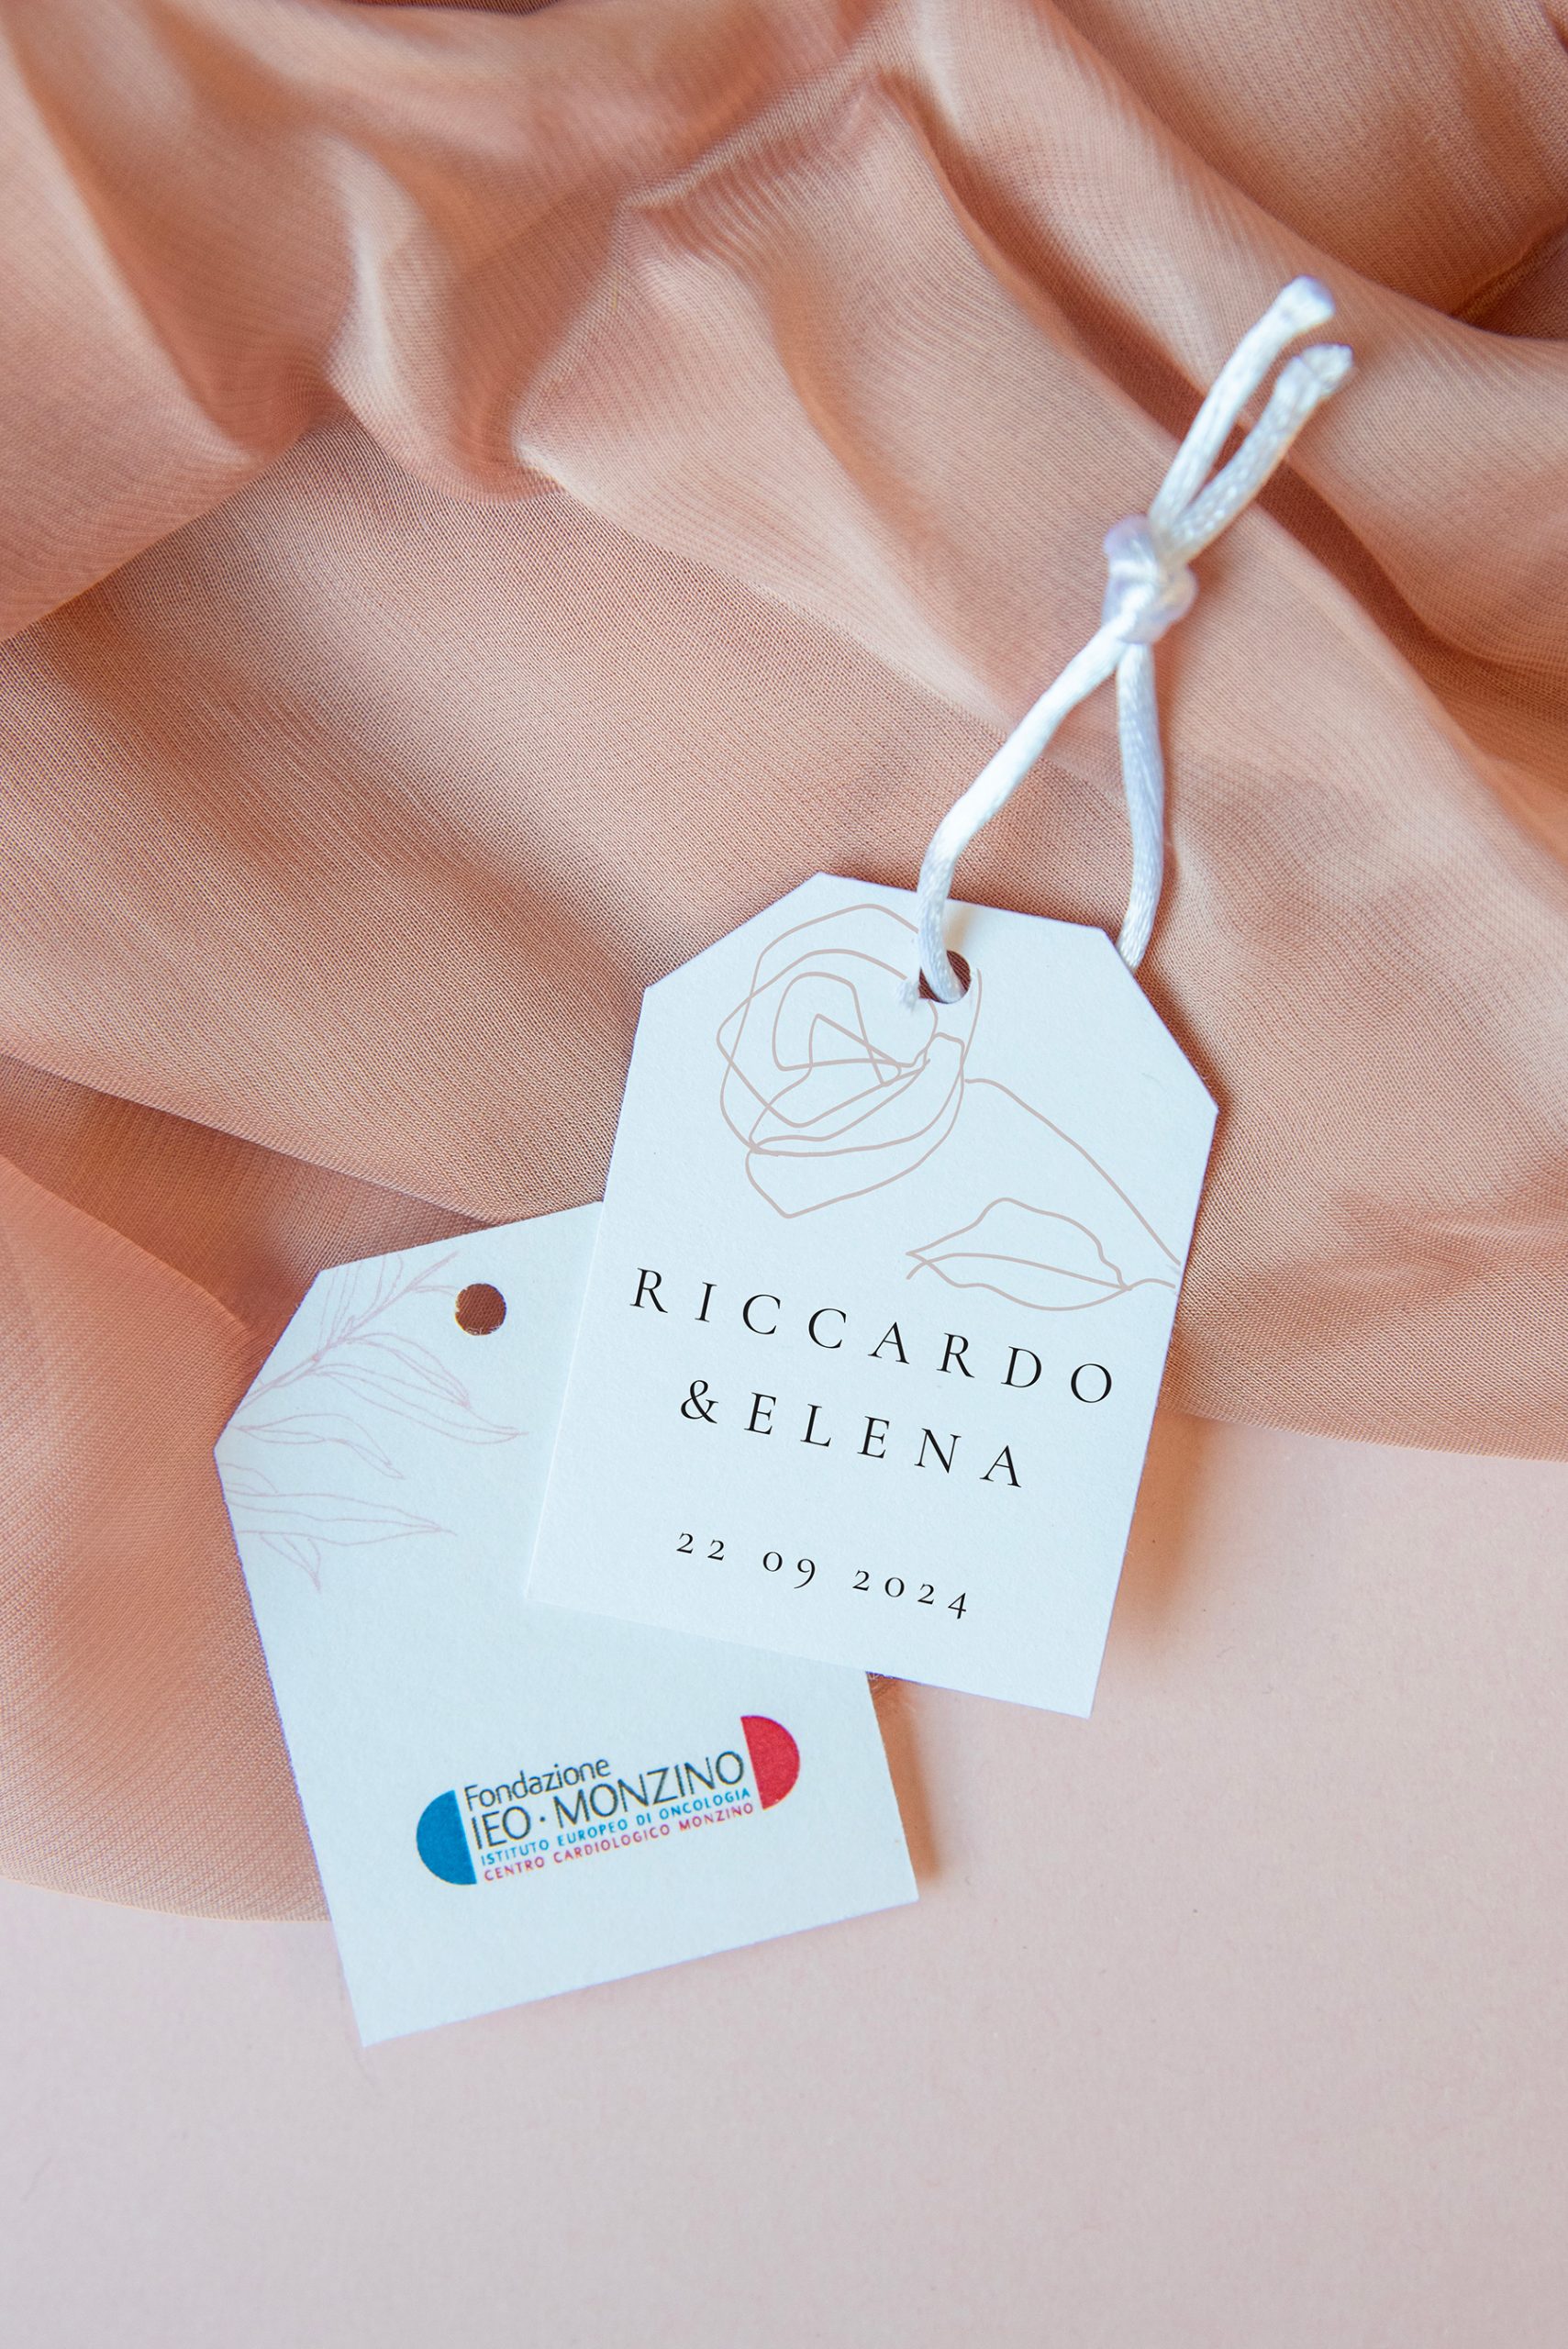 RICCARDO
&ELENA
22 09 2024
Fondazione
IEO·MONZINO
ISTITUTO EUROPEO DI ONCOLOGIA
CENTRO CARDIOLOGICO MONZINO